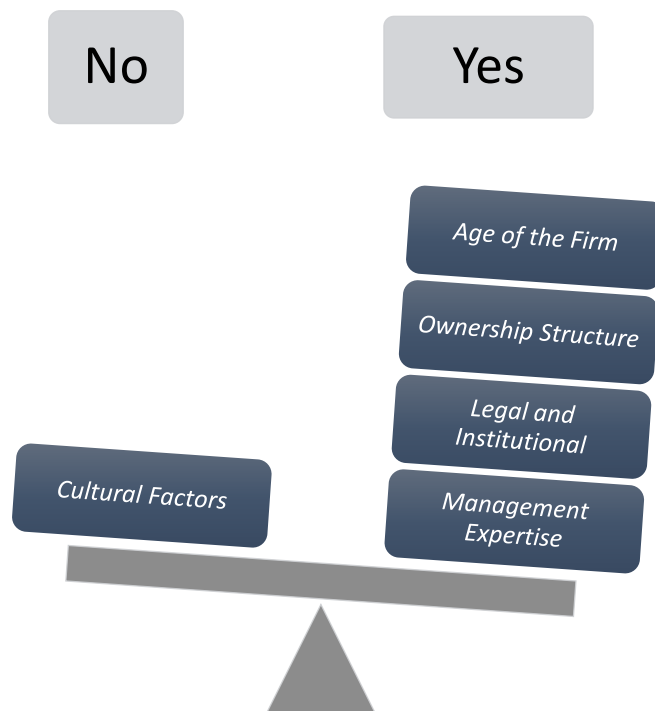 No
Yes
Age of the Firm
Ownership Structure
Legal and
Institutional
Management
Expertise
Cultural Factors